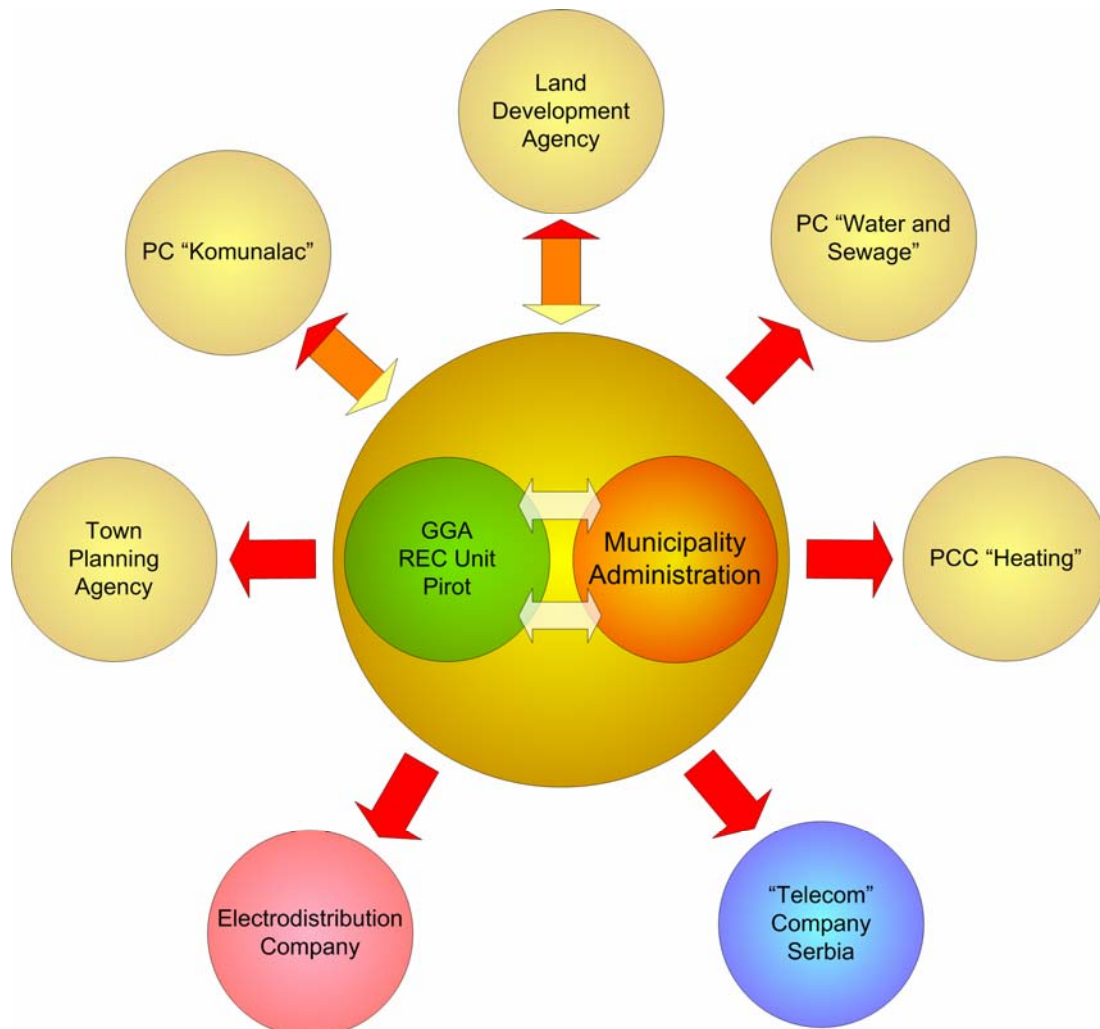 Land
Development
Agency
PC “Komunalac”
PC “Water and
Sewage”
Town
Planning
Agency
GGA
REC Unit
Pirot
Municipality
Administration
PCC “Heating”
Electrodistribution
Company
“Telecom”
Company
Serbia